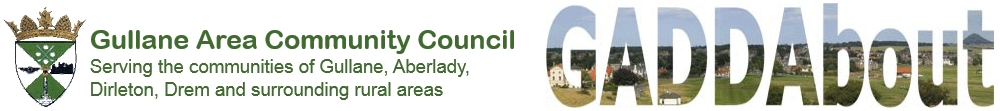 Gullane Area Community Council
Serving the communities of Gullane, Aberlady,
Dirleton, Drem and surrounding rural areas
GADDAbout